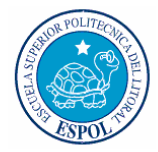 ESCUELA SUPERIOR POLITECNICA DEL LITORAL
ESPOL